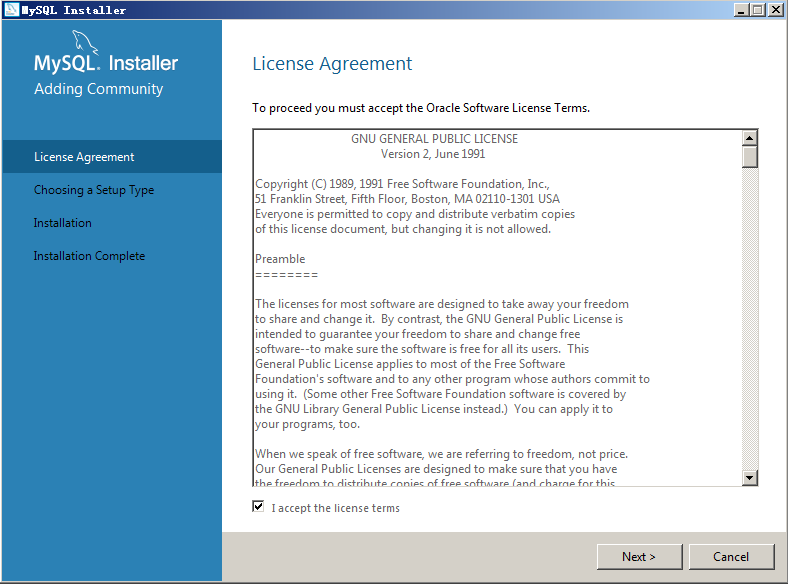 MySQL Installer
MySQL. Installer
Adding Community
License Agreement
Choosing a Setup Type
Installation
Installation Complete
License Agreement
To proceed you must accept the Oracle Software License Terms.
GNU GENERAL PUBLIC LICENSE
Version 2, June 1991
Copyright (C) 1989, 1991 Free Software Foundation, Inc.,
51 Franklin Street, Fifth Floor, Boston, MA 02110-1301 USA
Everyone is permitted to copy and distribute verbatim copies
of this license document, but changing it is not allowed.
Preamble
========
The licenses for most software are designed to take away your freedom
to share and change it.  By contrast, the GNU General Public License is
intended to guarantee your freedom to share and change free
software--to make sure the software is free for all its users.  This
General Public License applies to most of the Free Software
Foundation's software and to any other program whose authors commit to
using it.  (Some other Free Software Foundation software is covered by
the GNU Library General Public License instead.)  You can apply it to
your programs, too.
When we speak of free software, we are referring to freedom, not price.
Our General Public Licenses are designed to make sure that you have
the freedom to distribute copies of free software (and charge for this
I accept the license terms
Next >
Cancel